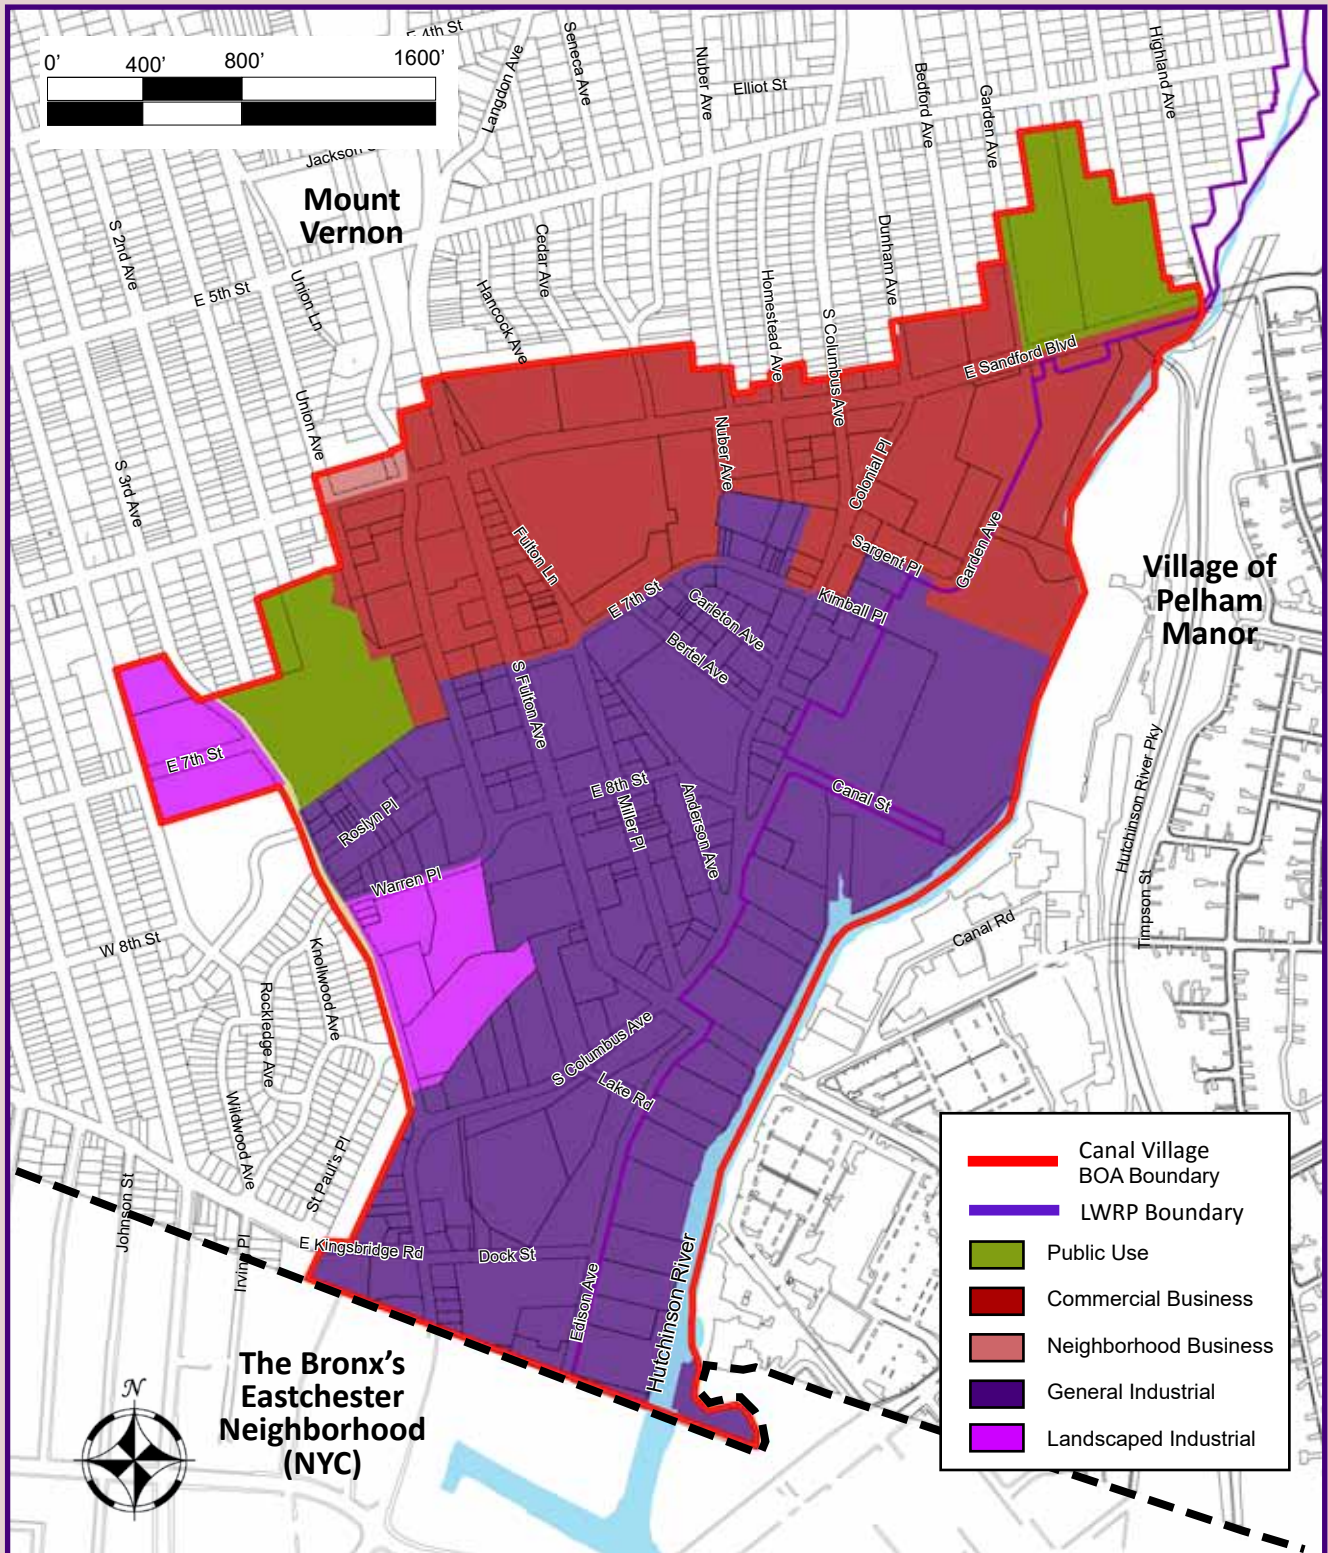 0’ 400’ 800’ 1600’
E 4th St
Langdon Ave
Seneca Ave
Nuber Ave
Elliot St
Bedford Ave
Garden Ave
Highland Ave
Mount
Vernon
S 2nd Ave
E 5th St
Union Ln
Hancock Ave
Cedar Ave
Homestead Ave
S Columbus Ave
Dunham Ave
E Sandford Blvd
Union Ave
S 3rd Ave
Nuber Ave
Colonial Pl
Fulton Ln
Sargent Pl
Garden Ave
Village of
Pelham
Manor
E 7th St
Carleton Ave
Kimball Pl
Bertel Ave
S Fulton Ave
E 7th St
E 8th St
Miller Pl
Anderson Ave
Canal St
Roslyn Pl
Warren Pl
Hutchinson River Pky
Timpson St
Canal Rd
W 8th St
Knollwood Ave
Rockledge Ave
Wildwood Ave
St Paul's Pl
S Columbus Ave
Lake Rd
Johnson St
Irving Pl
E Kingsbridge Rd
Dock St
Edison Ave
Hutchinson River
The Bronx’s
Eastchester
Neighborhood
(NYC)
N
Canal Village
BOA Boundary
LWRP Boundary
Public Use
Commercial Business
Neighborhood Business
General Industrial
Landscaped Industrial